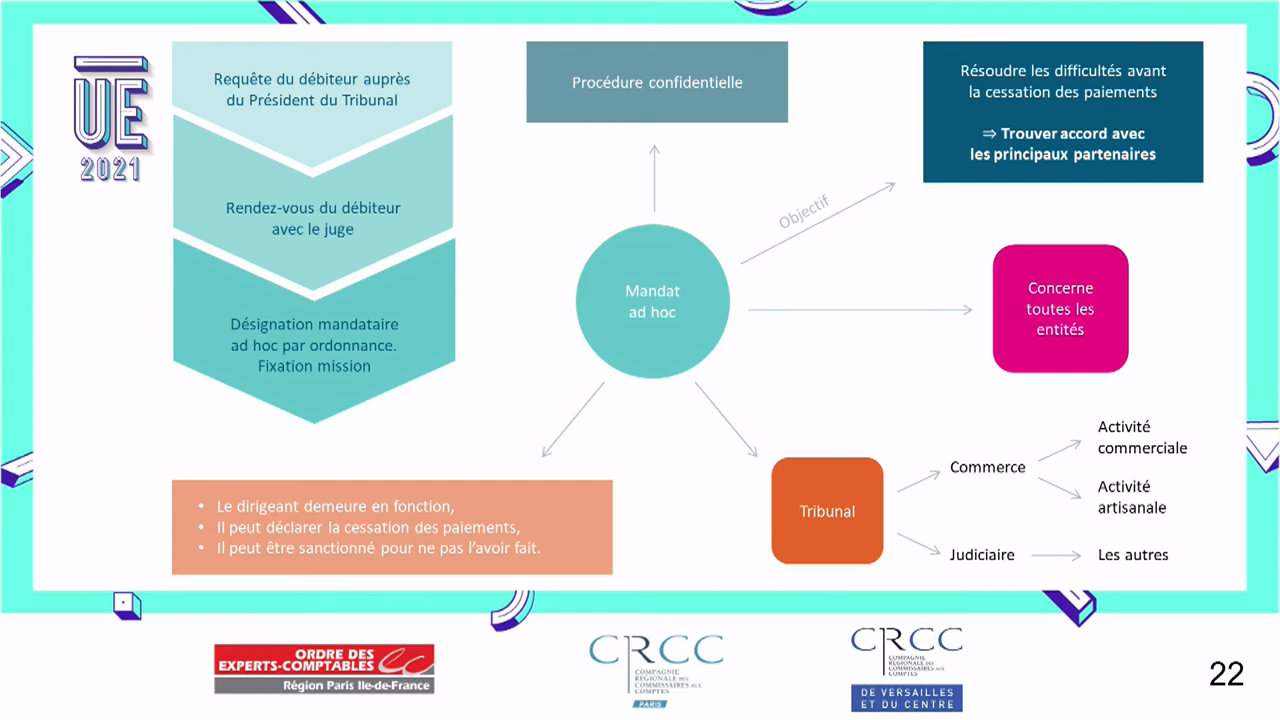 UE
2021
Requête du débiteur auprès
du Président du Tribunal
Rendez-vous du débiteur
avec le juge
Désignation mandataire
ad hoc par ordonnance.
Fixation mission
Procédure confidentielle
Résoudre les difficultés avant
la cessation des paiements
⇒ Trouver accord avec
les principaux partenaires
Objectif
Mandat
ad hoc
Concerne
toutes les
entités
• Le dirigeant demeure en fonction,
• Il peut déclarer la cessation des paiements,
• Il peut être sanctionné pour ne pas l'avoir fait.
Tribunal
Commerce
Activité
commerciale
Activité
artisanale
Judiciaire
Les autres
ORDRE DES
EXPERTS-COMPTABLES
Région Paris Ile-de-France
CRCC
COMPAGNIE
RÉGIONALE DES
COMMISSAIRES AUX
COMPTES
PARIS
CRCC
COMPAGNIE
RÉGIONALE DES
COMMISSAIRES AUX
COMPTES
DE VERSAILLES
ET DU CENTRE
22